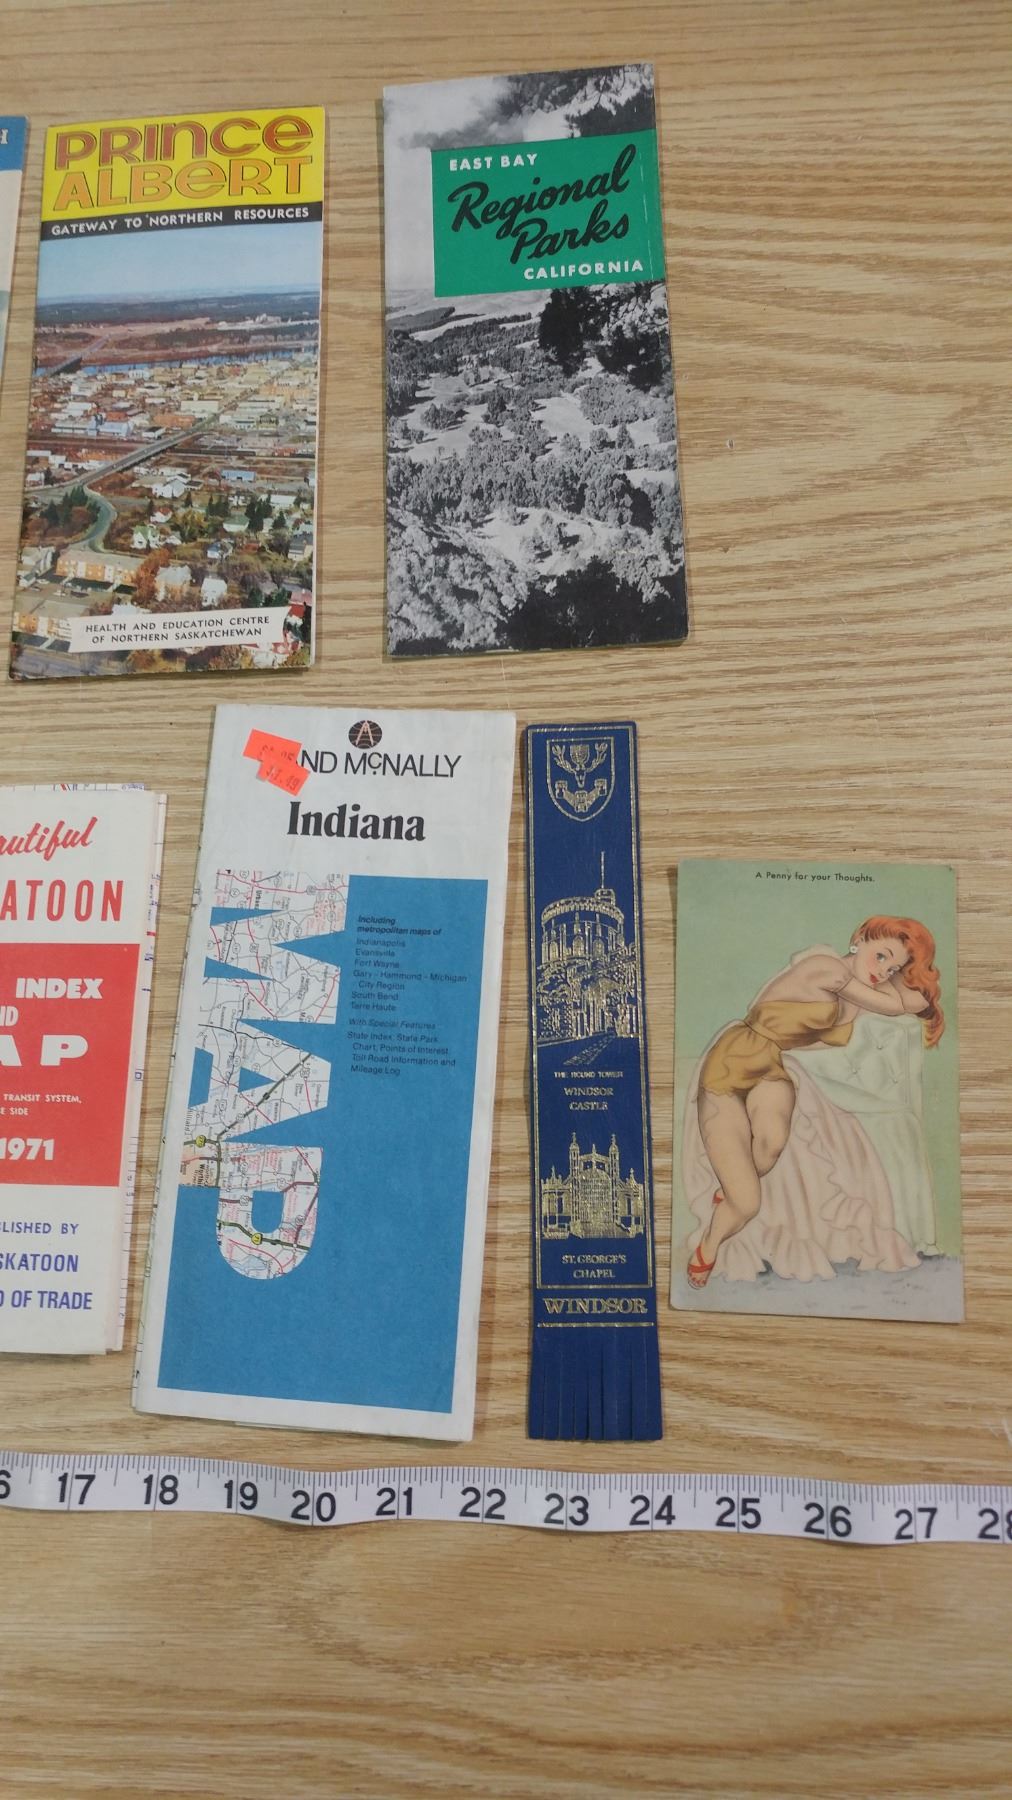 H
PRINCE
ALBERT
GATEWAY TO NORTHERN RESOURCES
HEALTH AND EDUCATION CENTRE
OF NORTHERN SASKATCHEWAN
EAST BAY
Regional
Parks
CALIFORNIA
utiful
ATOON
INDEX
ND
AP
TRANSIT SYSTEM,
E SIDE
1971
LISHED BY
SKATOON
D OF TRADE
ND McNALLY
Indiana
MAP
Including
metropolitan maps of
Indianapolis
Evansville
Fort Wayne
Gary - Hammond - Michigan
City Region
South Bend
Terre Haute
With Special Features
State Index, State Park
Chart, Points of Interest,
Toll Road Information and
Mileage Log
THE ROUND TOWER
WINDSOR
CASTLE
ST. GEORGE'S
CHAPEL
WINDSOR
A Penny for your Thoughts.
6 17 18 19 20 21 22 23 24 25 26 27 28